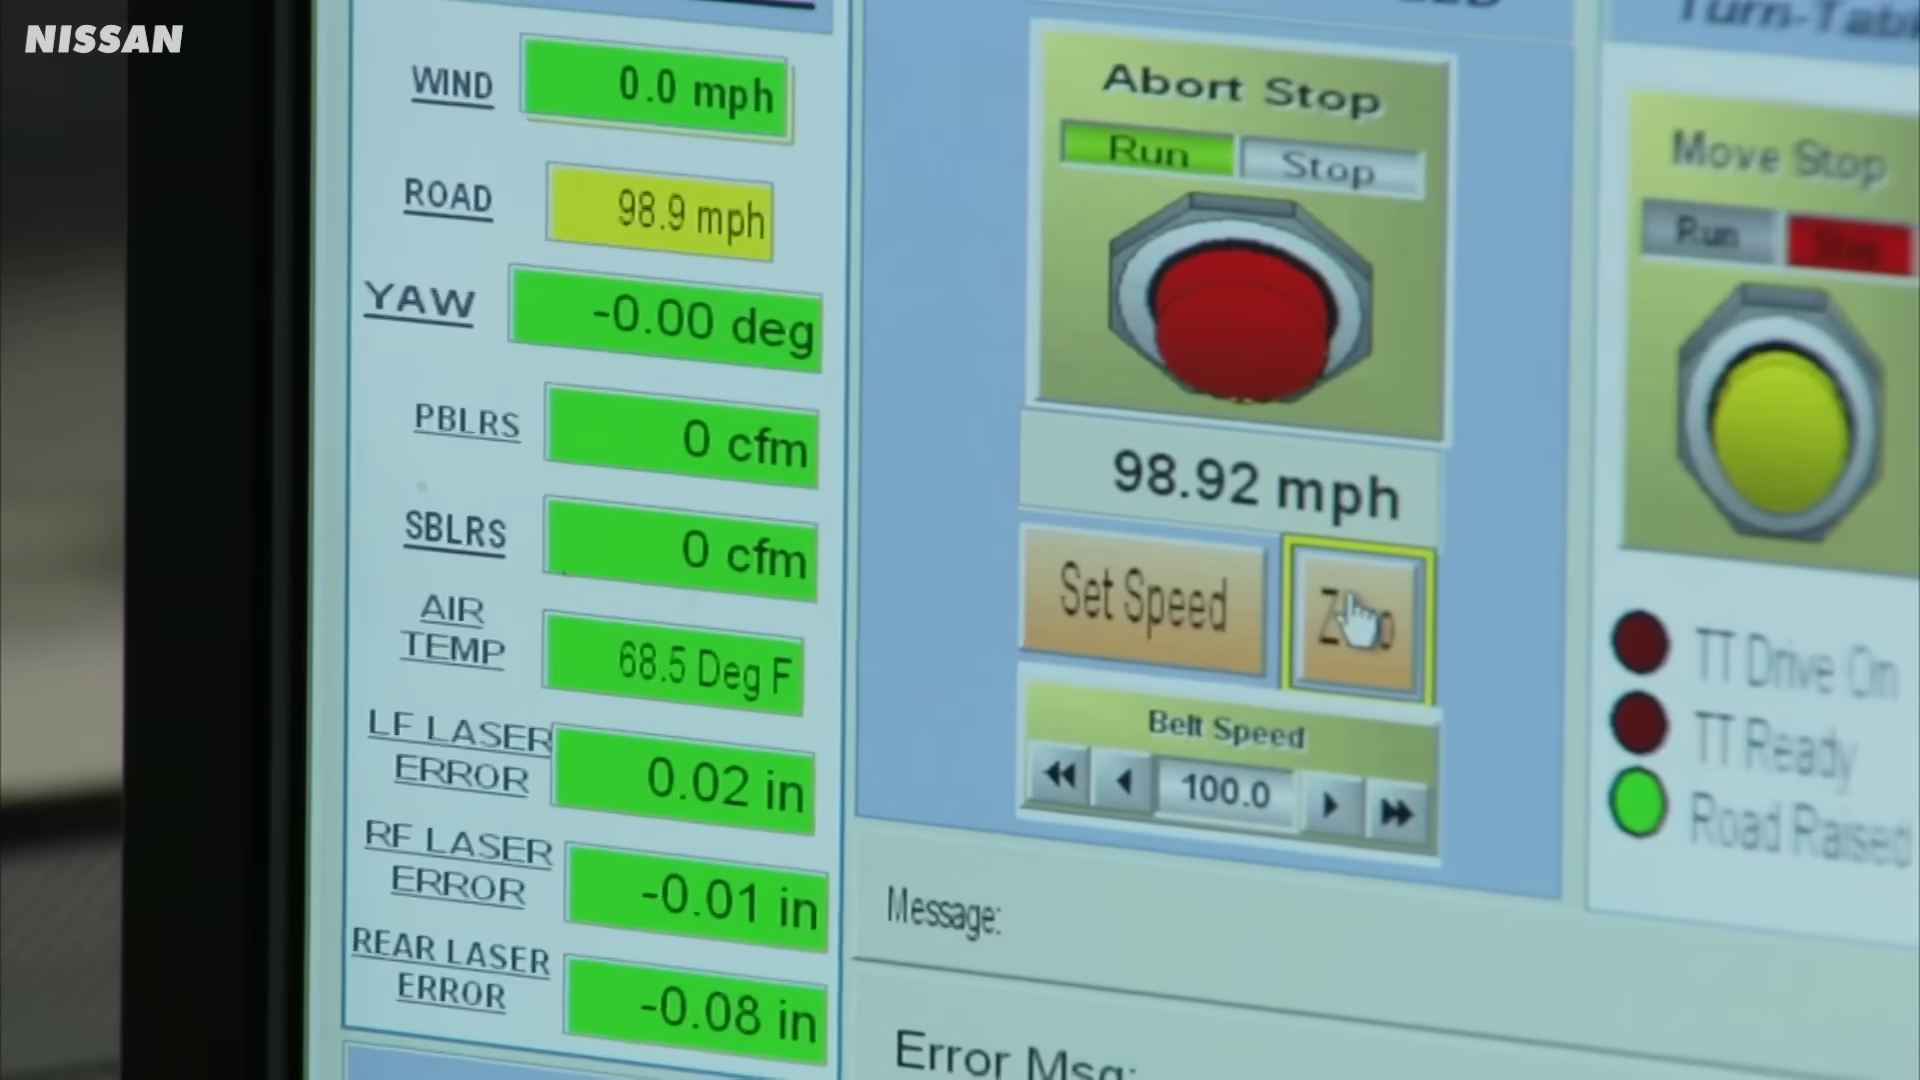 NISSAN
WIND
0.0 mph
ROAD
98.9 mph
YAW
-0.00 deg
PBLRS
0 cfm
SBLRS
0 cfm
AIR
TEMP
68.5 Deg F
LF LASER
ERROR
0.02 in
RF LASER
ERROR
-0.01 in
REAR LASER
ERROR
-0.08 in
Abort Stop
Run Stop
98.92 mph
Set Speed
Belt Speed
100.0
Message:
Error Msg:
Move Stop
Run Stop
TT Drive On
TT Ready
Road Raised